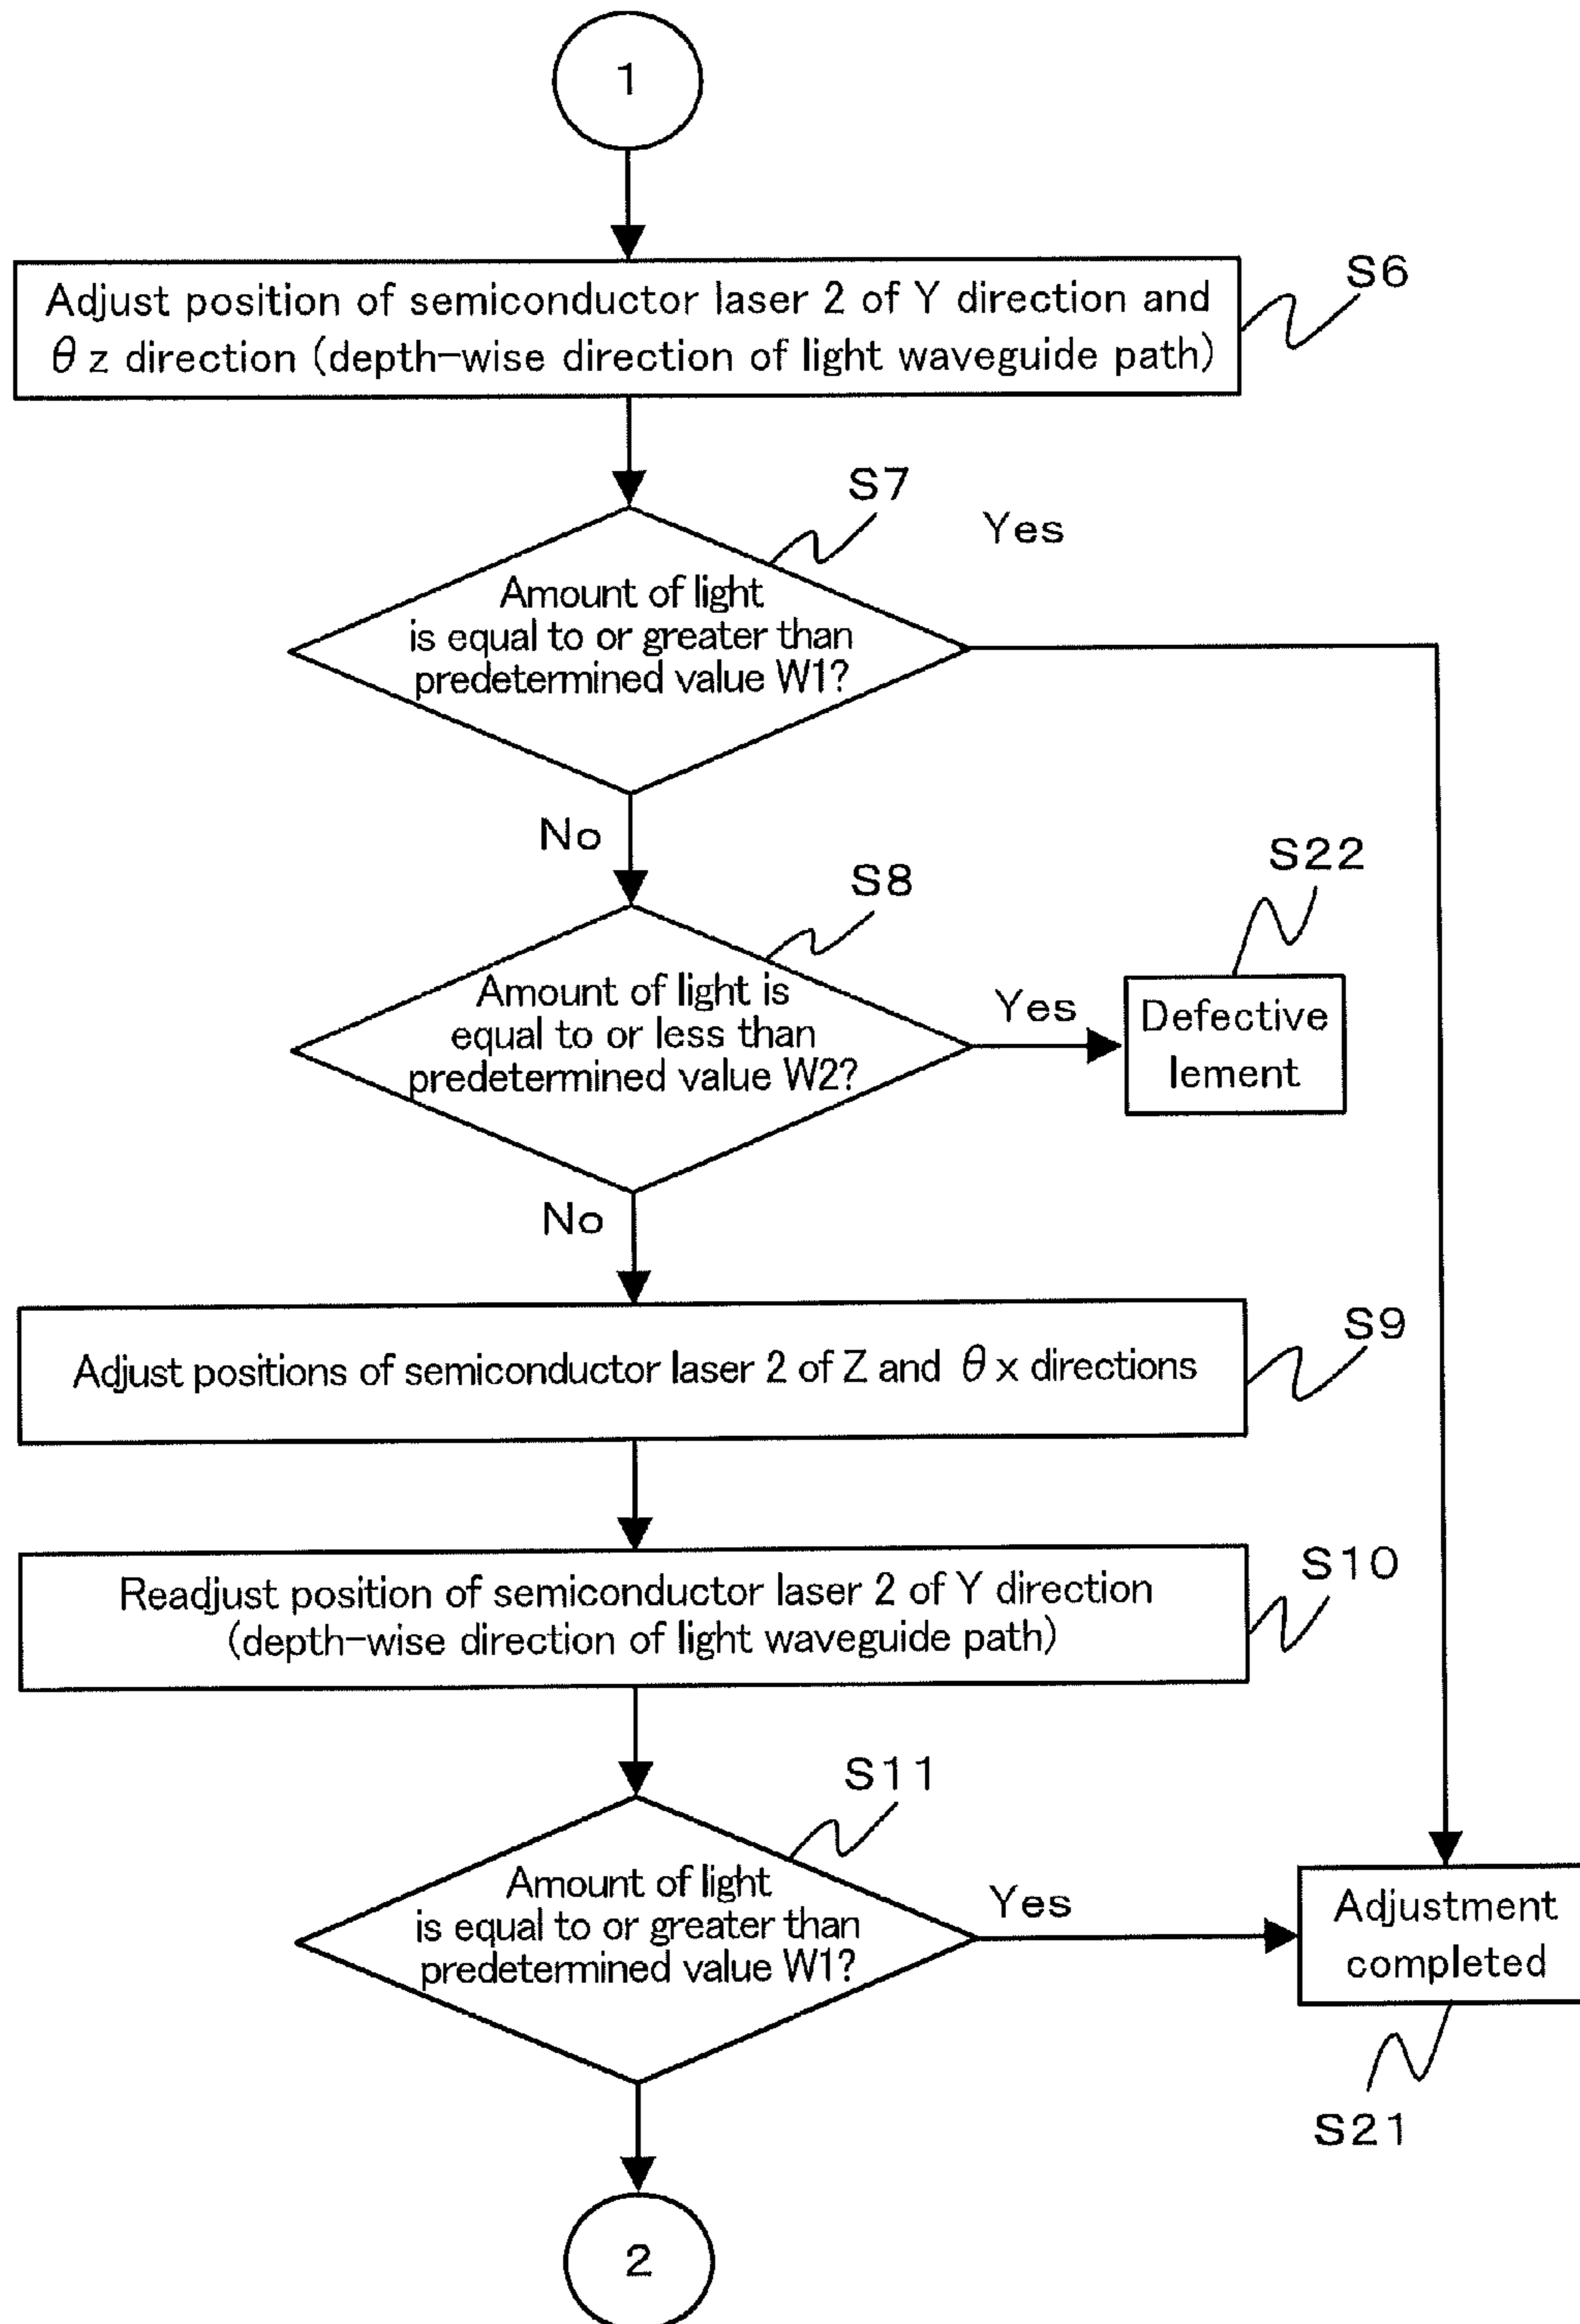 1
Adjust position of semiconductor laser 2 of Y direction and
θ z direction (depth-wise direction of light waveguide path)
S6
S7
Yes
Amount of light
is equal to or greater than
predetermined value W1?
No
S8
S22
Amount of light is
equal to or less than
predetermined value W2?
Yes
Defective
lement
No
Adjust positions of semiconductor laser 2 of Z and θ x directions
S9
Readjust position of semiconductor laser 2 of Y direction
(depth-wise direction of light waveguide path)
S10
S11
Amount of light
is equal to or greater than
predetermined value W1?
Yes
Adjustment
completed
S21
2